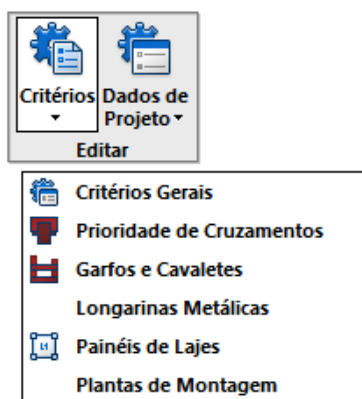 Critérios Dados de
Projeto
Editar
Critérios Gerais
Prioridade de Cruzamentos
Garfos e Cavaletes
Longarinas Metálicas
L1 Painéis de Lajes
Plantas de Montagem